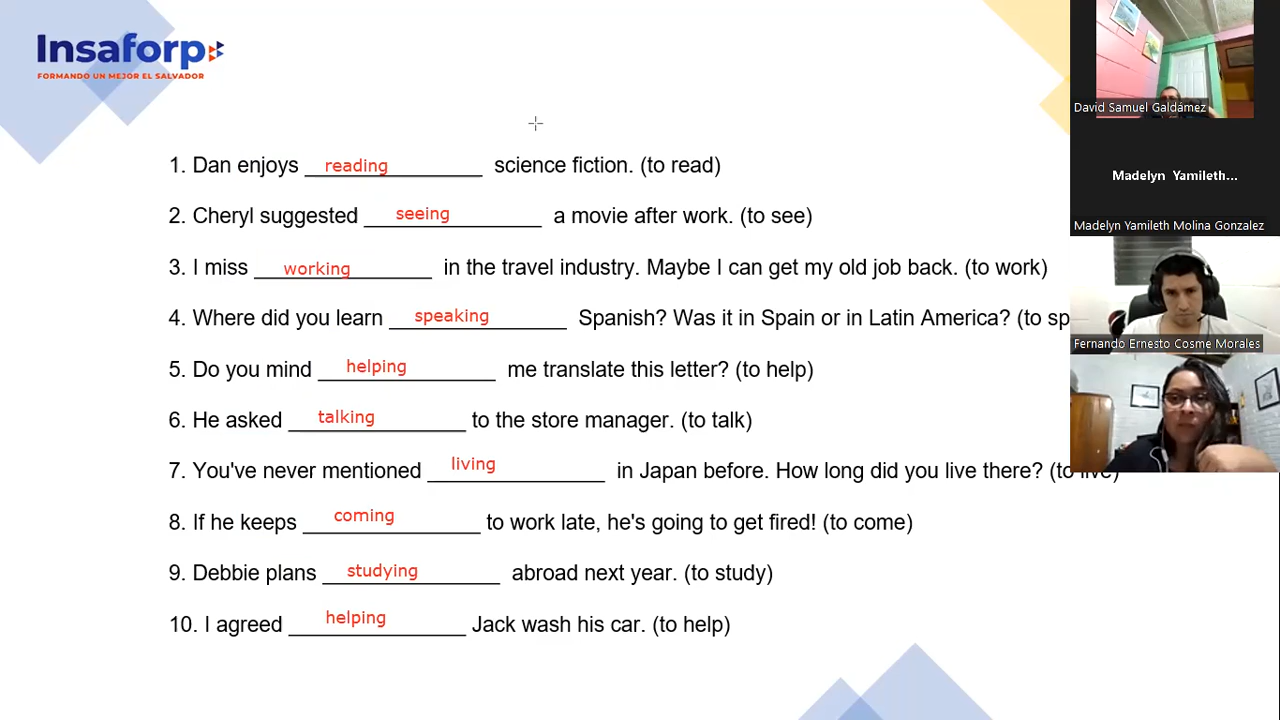 Insaforp
FORMANDO UN MEJOR EL SALVADOR
1. Dan enjoys reading science fiction. (to read)
2. Cheryl suggested seeing a movie after work. (to see)
3. I miss working in the travel industry. Maybe I can get my old job back. (to work)
4. Where did you learn speaking Spanish? Was it in Spain or in Latin America? (to sp
5. Do you mind helping me translate this letter? (to help)
6. He asked talking to the store manager. (to talk)
7. You've never mentioned living in Japan before. How long did you live there? (to live)
8. If he keeps coming to work late, he's going to get fired! (to come)
9. Debbie plans studying abroad next year. (to study)
10. I agreed helping Jack wash his car. (to help)
David Samuel Galdámez
Madelyn Yamileth...
Madelyn Yamileth Molina Gonzalez
Fernando Ernesto Cosme Morales